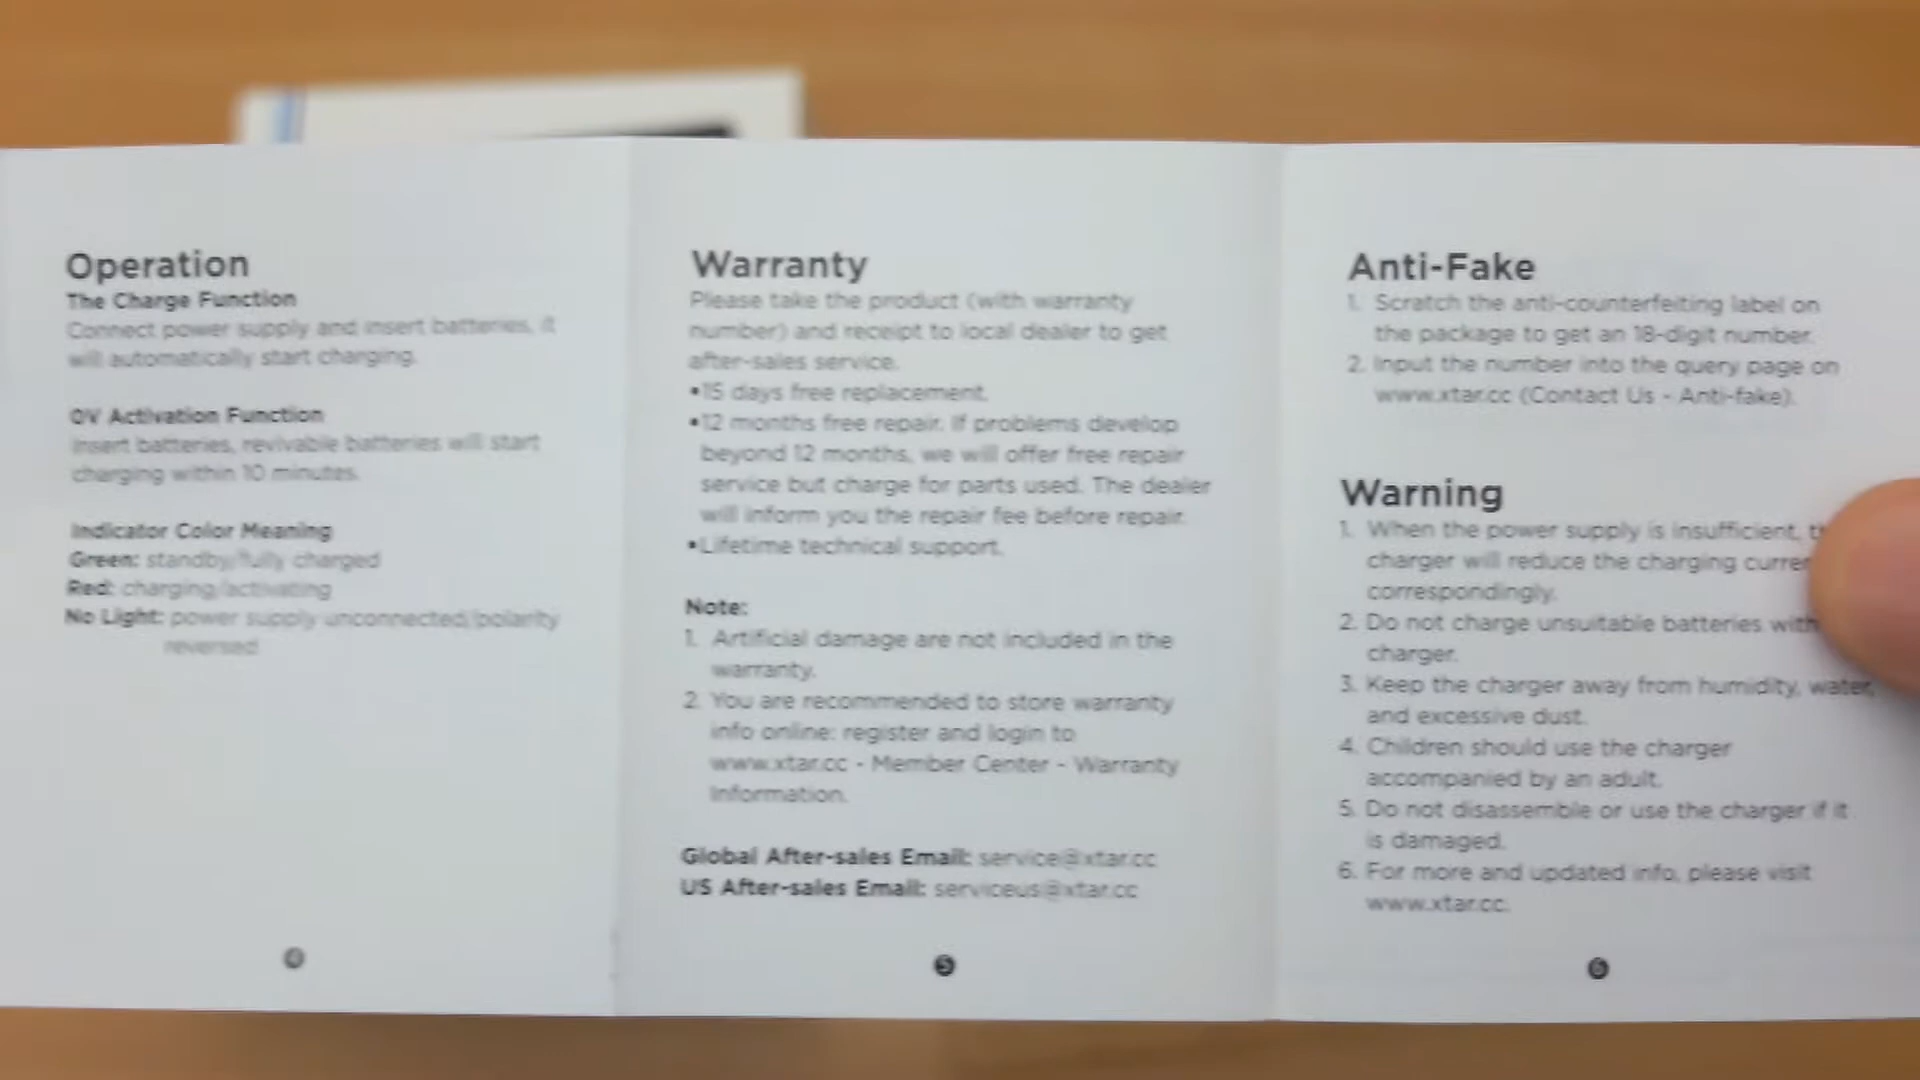 Operation
The Charge Function
Connect power supply and insert batteries, it
will automatically start charging.
0V Activation Function
Insert batteries, revivable batteries will start
charging within 10 minutes.
Indicator Color Meaning
Green: standby/fully charged
Red: charging/activating
No Light: power supply unconnected/polarity
reversed
4
Warranty
Please take the product (with warranty
number) and receipt to local dealer to get
after-sales service.
•15 days free replacement.
•12 months free repair. If problems develop
beyond 12 months, we will offer free repair
service but charge for parts used. The dealer
will inform you the repair fee before repair.
•Lifetime technical support.
Note:
1. Artificial damage are not included in the
warranty.
2. You are recommended to store warranty
info online: register and login to
www.xtar.cc - Member Center - Warranty
Information.
Global After-sales Email: service@xtar.cc
US After-sales Email: serviceus@xtar.cc
5
Anti-Fake
1. Scratch the anti-counterfeiting label on
the package to get an 18-digit number.
2. Input the number into the query page on
www.xtar.cc (Contact Us - Anti-fake).
Warning
1. When the power supply is insufficient,
charger will reduce the charging
correspondingly.
2. Do not charge unsuitable batteries with
charger.
3. Keep the charger away from humidity, water,
and excessive dust.
4. Children should use the charger
accompanied by an adult.
5. Do not disassemble or use the charger if it
is damaged.
6. For more and updated info, please visit
www.xtar.cc.
6